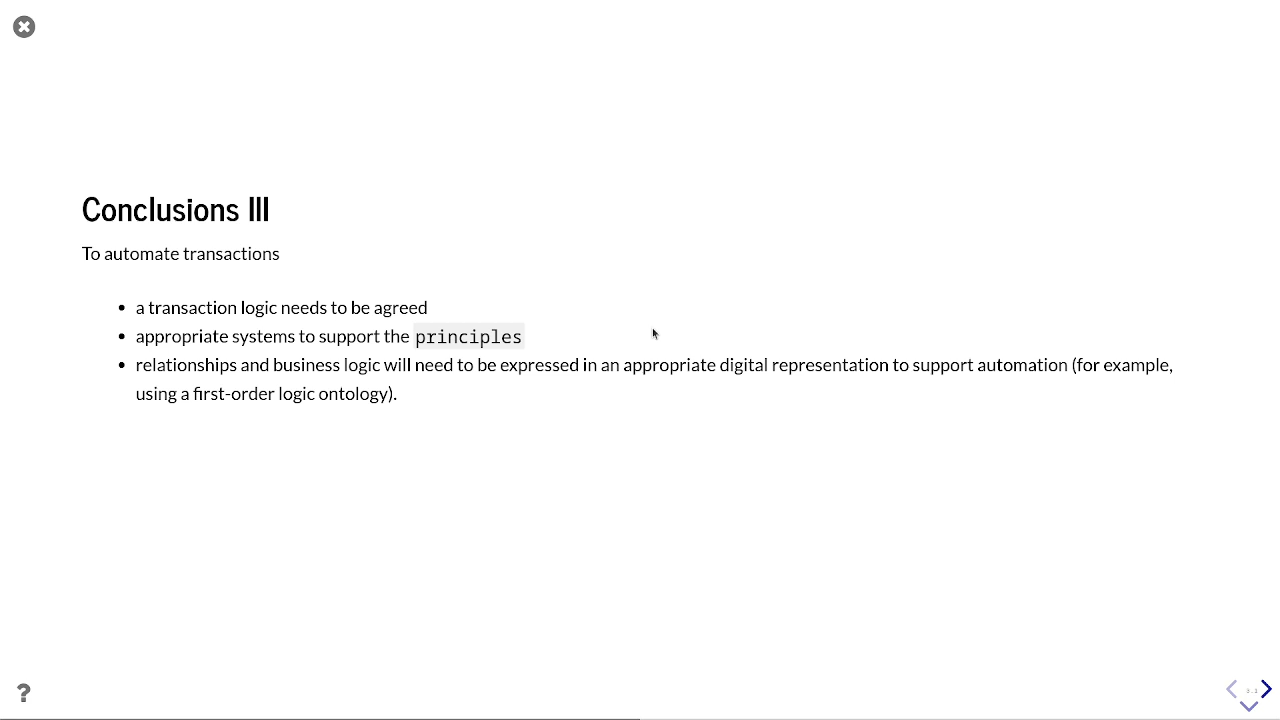 Conclusions III
To automate transactions
a transaction logic needs to be agreed
appropriate systems to support the principles
relationships and business logic will need to be expressed in an appropriate digital representation to support automation (for example,
using a first-order logic ontology).
?